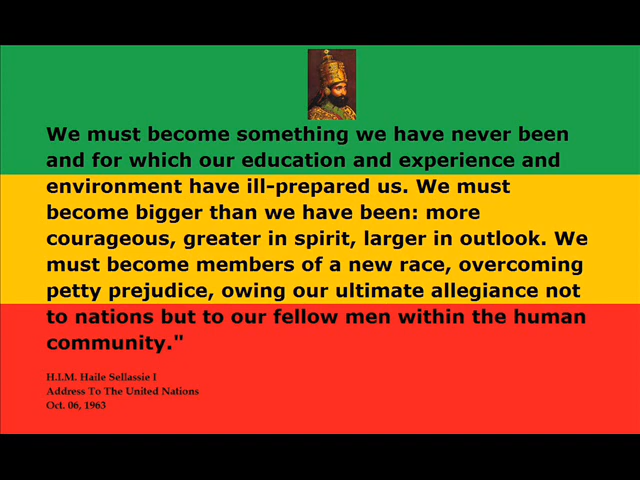 We must become something we have never been
and for which our education and experience and
environment have ill-prepared us. We must
become bigger than we have been: more
courageous, greater in spirit, larger in outlook. We
must become members of a new race, overcoming
petty prejudice, owing our ultimate allegiance not
to nations but to our fellow men within the human
community."
H.I.M. Haile Sellassie I
Address To The United Nations
Oct. 06, 1963